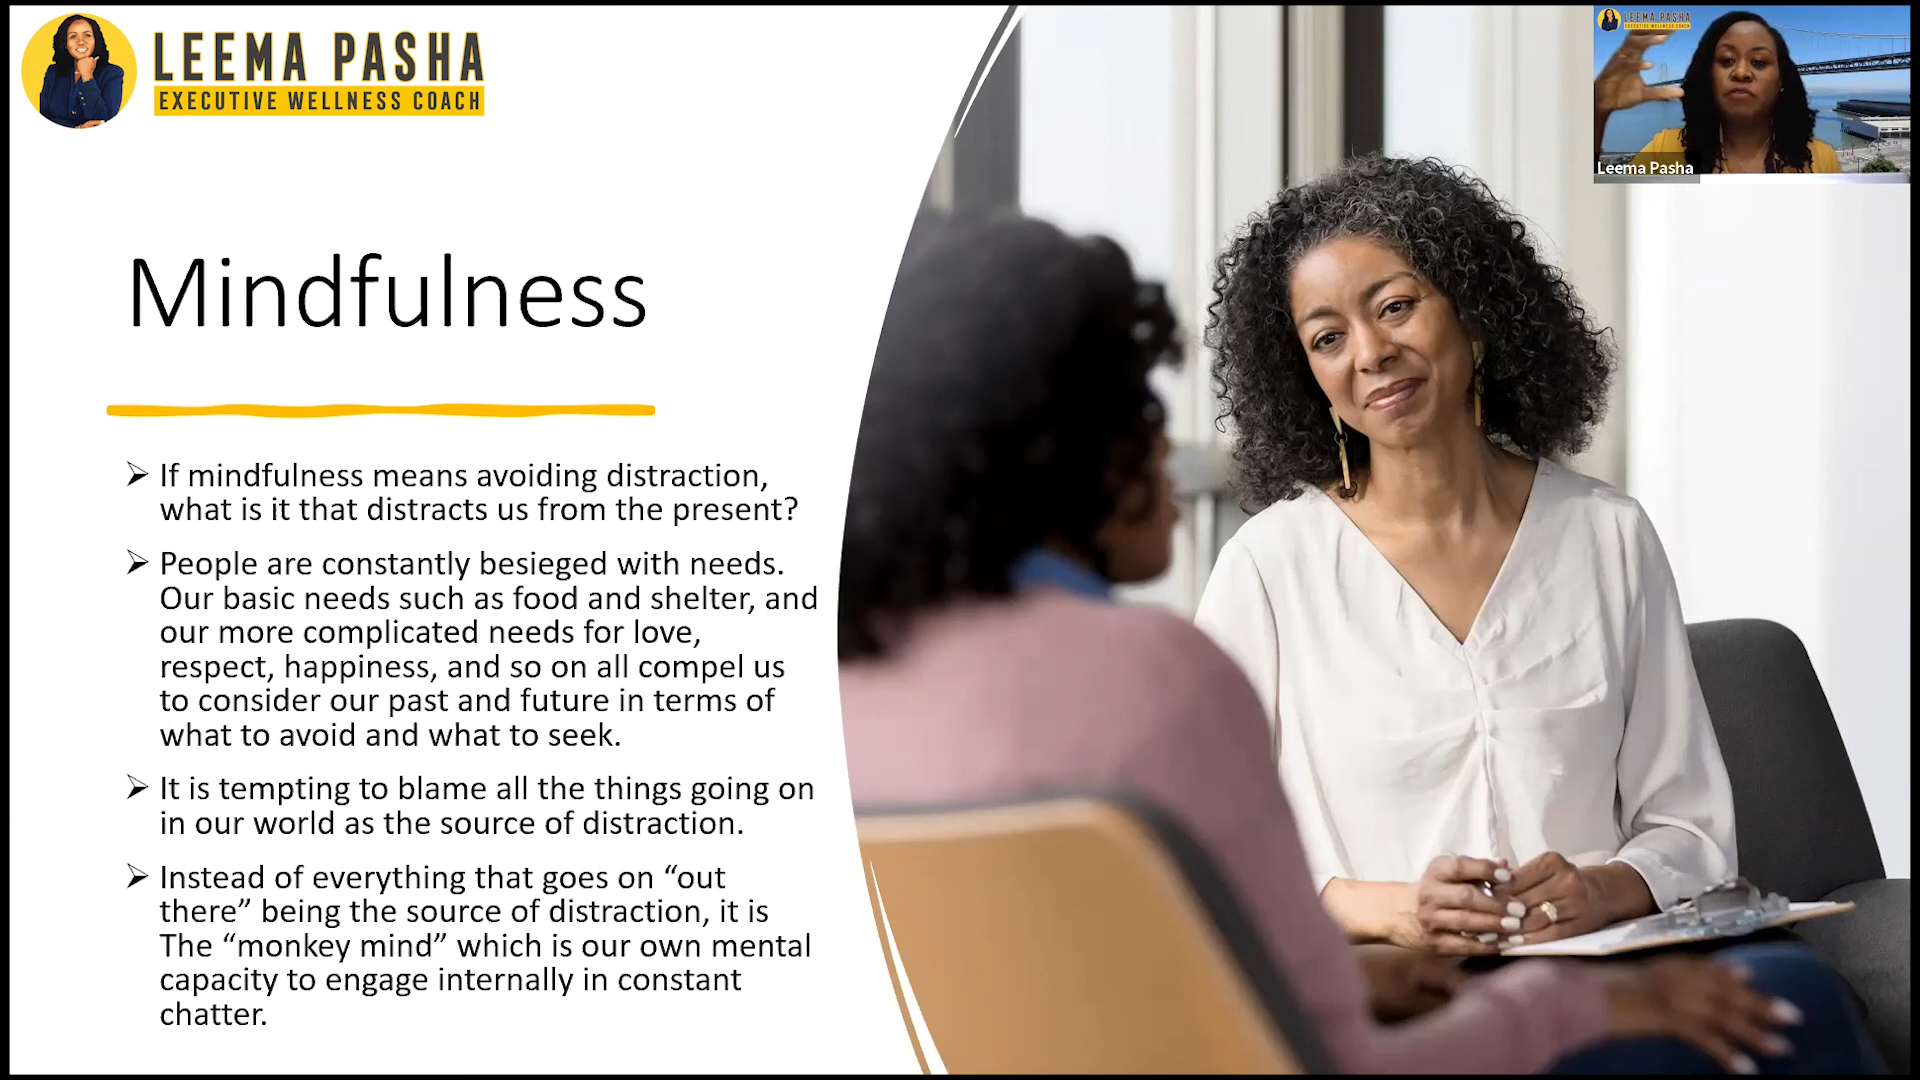 LEEMA PASHA
EXECUTIVE WELLNESS COACH
LEEMA PASHA
EXECUTIVE WELLNESS COACH
Leema Pasha
Mindfulness
➢ If mindfulness means avoiding distraction,
what is it that distracts us from the present?
➢ People are constantly besieged with needs.
Our basic needs such as food and shelter, and
our more complicated needs for love,
respect, happiness, and so on all compel us
to consider our past and future in terms of
what to avoid and what to seek.
➢ It is tempting to blame all the things going on
in our world as the source of distraction.
➢ Instead of everything that goes on “out
there” being the source of distraction, it is
The “monkey mind” which is our own mental
capacity to engage internally in constant
chatter.